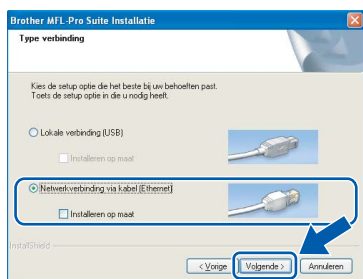 Brother MFL-Pro Suite Installatie
Type verbinding
Kies de setup optie die het beste bij uw behoeften past.
Toets de setup optie in die u nodig heeft.
Lokale verbinding (USB)
Installeren op maat
Netwerkverbinding via kabel (Ethernet)
Installeren op maat
InstallShield
< Vorige Volgende > Annuleren